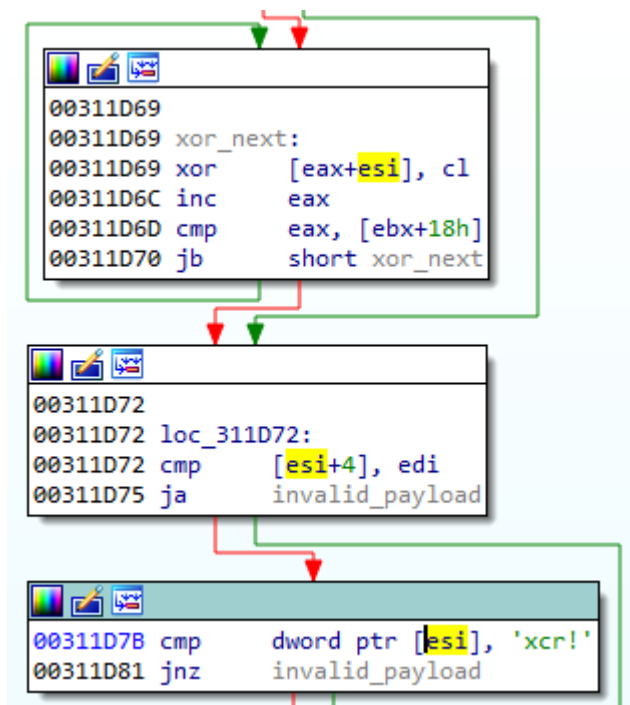 00311D69
00311D69 xor_next:
00311D69 xor [eax+esi], cl
00311D6C inc eax
00311D6D cmp eax, [ebx+18h]
00311D70 jb short xor_next
00311D72
00311D72 loc_311D72:
00311D72 cmp [esi+4], edi
00311D75 ja invalid_payload
00311D7B cmp dword ptr [esi], 'xcr!'
00311D81 jnz invalid_payload